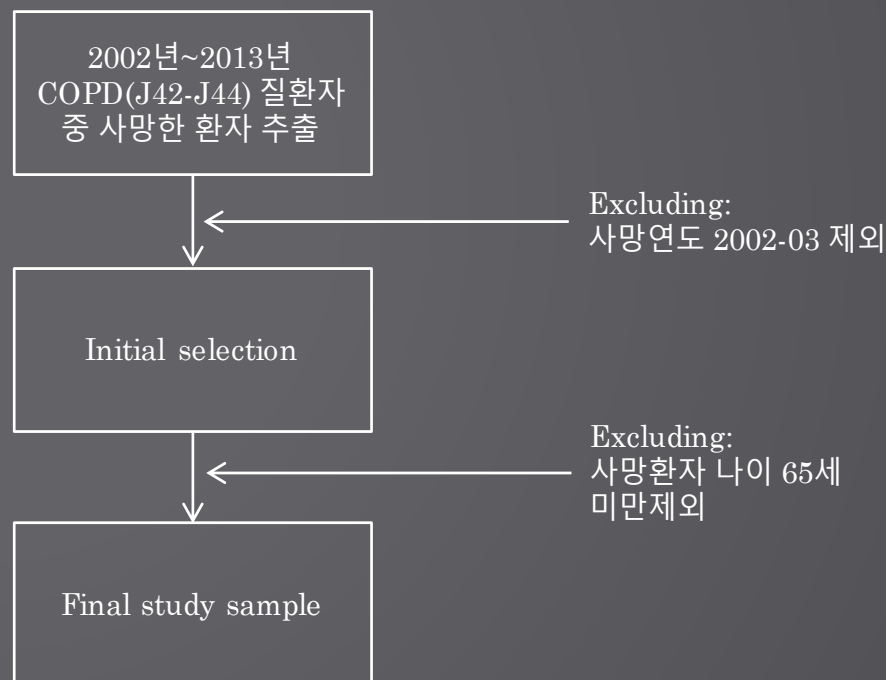 2002년~2013년
COPD(J42-J44) 질환자
중 사망한 환자 추출
Excluding:
사망연도 2002-03 제외
Initial selection
Excluding:
사망환자 나이 65세
미만제외
Final study sample